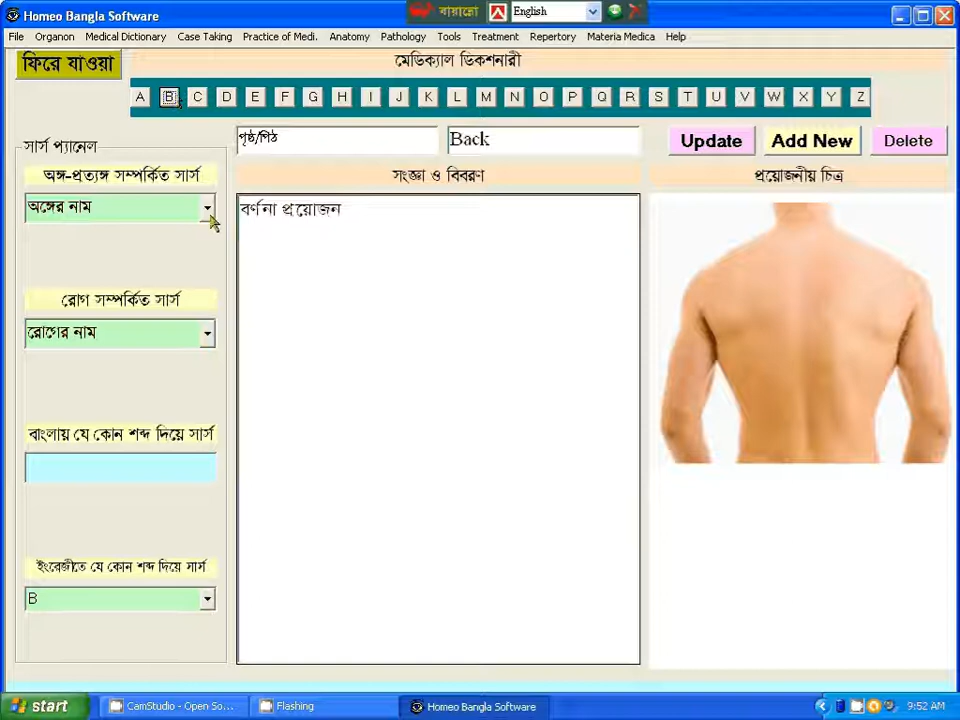 Homeo Bangla Software
বায়ান্নো
English
File Organon Medical Dictionary Case Taking Practice of Medi. Anatomy Pathology Tools Treatment Repertory Materia Medica Help
ফিরে যাওয়া
মেডিক্যাল ডিকশনারী
A B C D E F G H I J K L M N O P Q R S T U V W X Y Z
সার্স প্যানেল
পৃষ্ঠ/পিঠ
Back
Update
Add New
Delete
অঙ্গ-প্রত্যঙ্গ সম্পর্কিত সার্স
সংজ্ঞা ও বিবরণ
প্রয়োজনীয় চিত্র
অঙ্গের নাম
বর্ণনা প্রয়োজন
রোগ সম্পর্কিত সার্স
রোগের নাম
বাংলায় যে কোন শব্দ দিয়ে সার্স
ইংরেজীতে যে কোন শব্দ দিয়ে সার্স
B
start
CamStudio - Open So...
Flashing
Homeo Bangla Software
9:52 AM